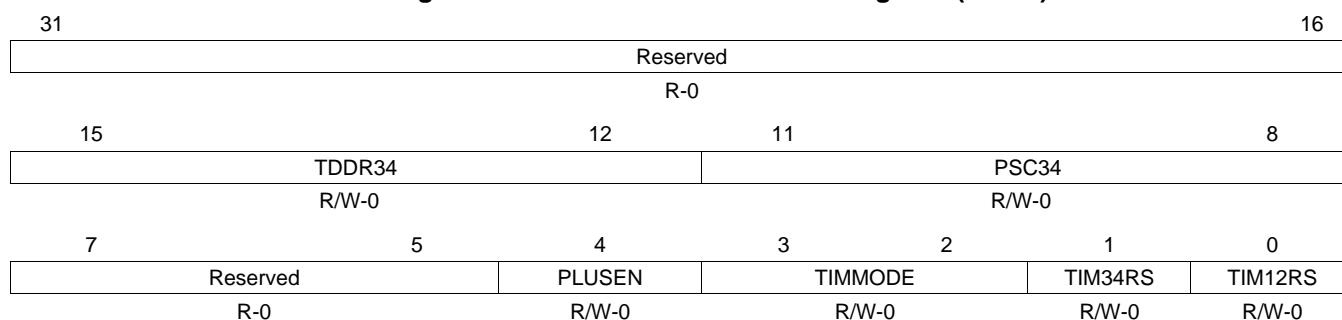 31 16
Reserved
R-0
15 12 11 8
TDDR34 PSC34
R/W-0 R/W-0
7 5 4 3 2 1 0
Reserved PLUSEN TIMMODE TIM34RS TIM12RS
R-0 R/W-0 R/W-0 R/W-0 R/W-0